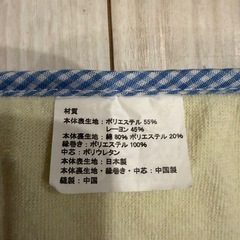 材質
本体表生地：ポリエステル 55%
レーヨン 45%
本体裏生地：綿 80% ポリエステル 20%
縁巻き：ポリエステル 100%
中芯：ポリウレタン
本体表生地：日本製
本体裏生地・縁巻き・中芯：中国製
縫製：中国